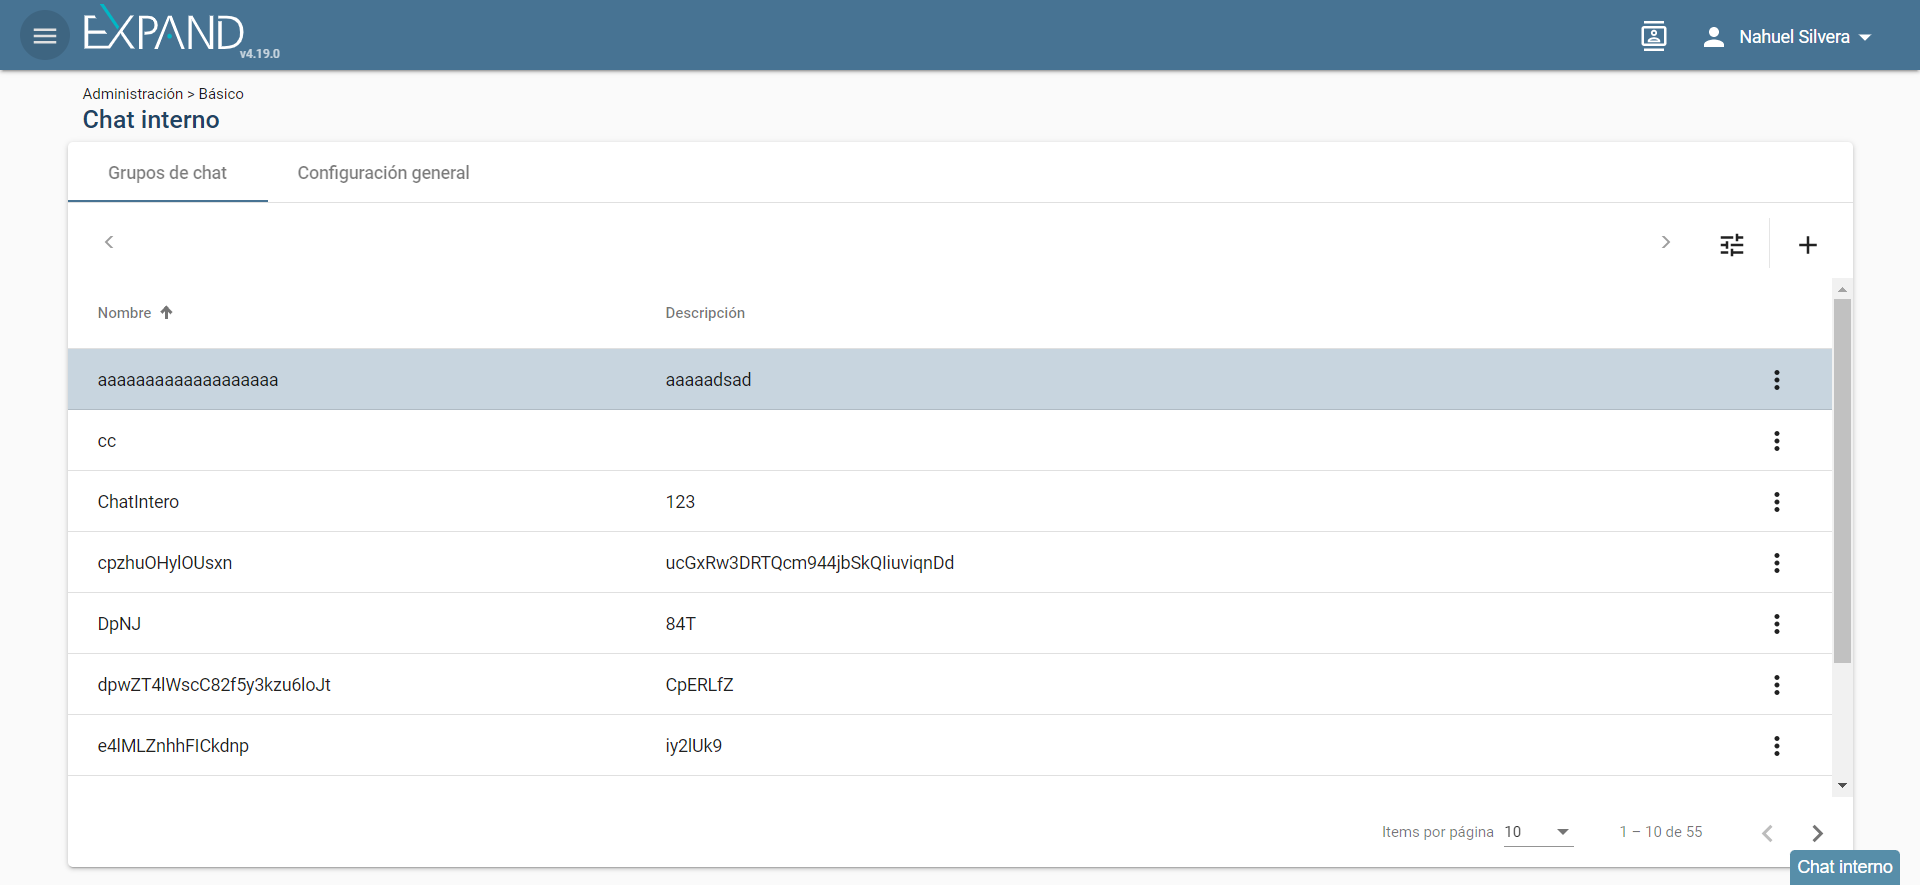 EXPAND
v4.19.0
Nahuel Silvera
Administración > Básico
Chat interno
Grupos de chat Configuración general
Nombre Descripción
aaaaaaaaaaaaaaaaaaa aaaaadsad
cc
ChatIntero 123
cpzhuOHylOUsxn ucGxRw3DRTQcm944jbSkQIiuviqnDd
DpNJ 84T
dpwZT4lWscC82f5y3kzu6loJt CpERLfZ
e4lMLZnhhFICkdnp iy2lUk9
Items por página 10 1 – 10 de 55
Chat interno